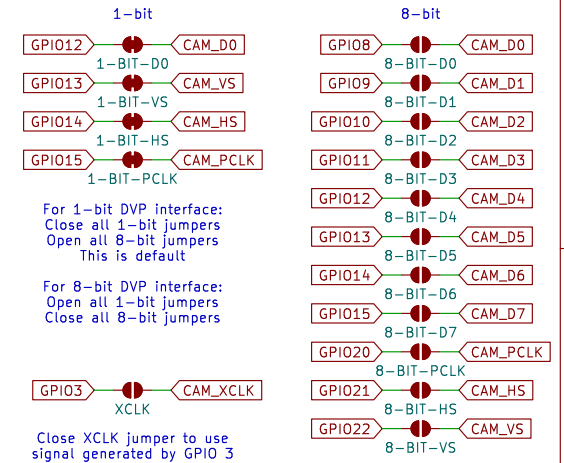 1-bit
GPIO12 CAM_D0
1-BIT-D0
GPIO13 CAM_VS
1-BIT-VS
GPIO14 CAM_HS
1-BIT-HS
GPIO15 CAM_PCLK
1-BIT-PCLK
For 1-bit DVP interface:
Close all 1-bit jumpers
Open all 8-bit jumpers
This is default
For 8-bit DVP interface:
Open all 1-bit jumpers
Close all 8-bit jumpers
GPIO3 CAM_XCLK
XCLK
Close XCLK jumper to use
signal generated by GPIO 3
8-bit
GPIO8 CAM_D0
8-BIT-D0
GPIO9 CAM_D1
8-BIT-D1
GPIO10 CAM_D2
8-BIT-D2
GPIO11 CAM_D3
8-BIT-D3
GPIO12 CAM_D4
8-BIT-D4
GPIO13 CAM_D5
8-BIT-D5
GPIO14 CAM_D6
8-BIT-D6
GPIO15 CAM_D7
8-BIT-D7
GPIO20 CAM_PCLK
8-BIT-PCLK
GPIO21 CAM_HS
8-BIT-HS
GPIO22 CAM_VS
8-BIT-VS